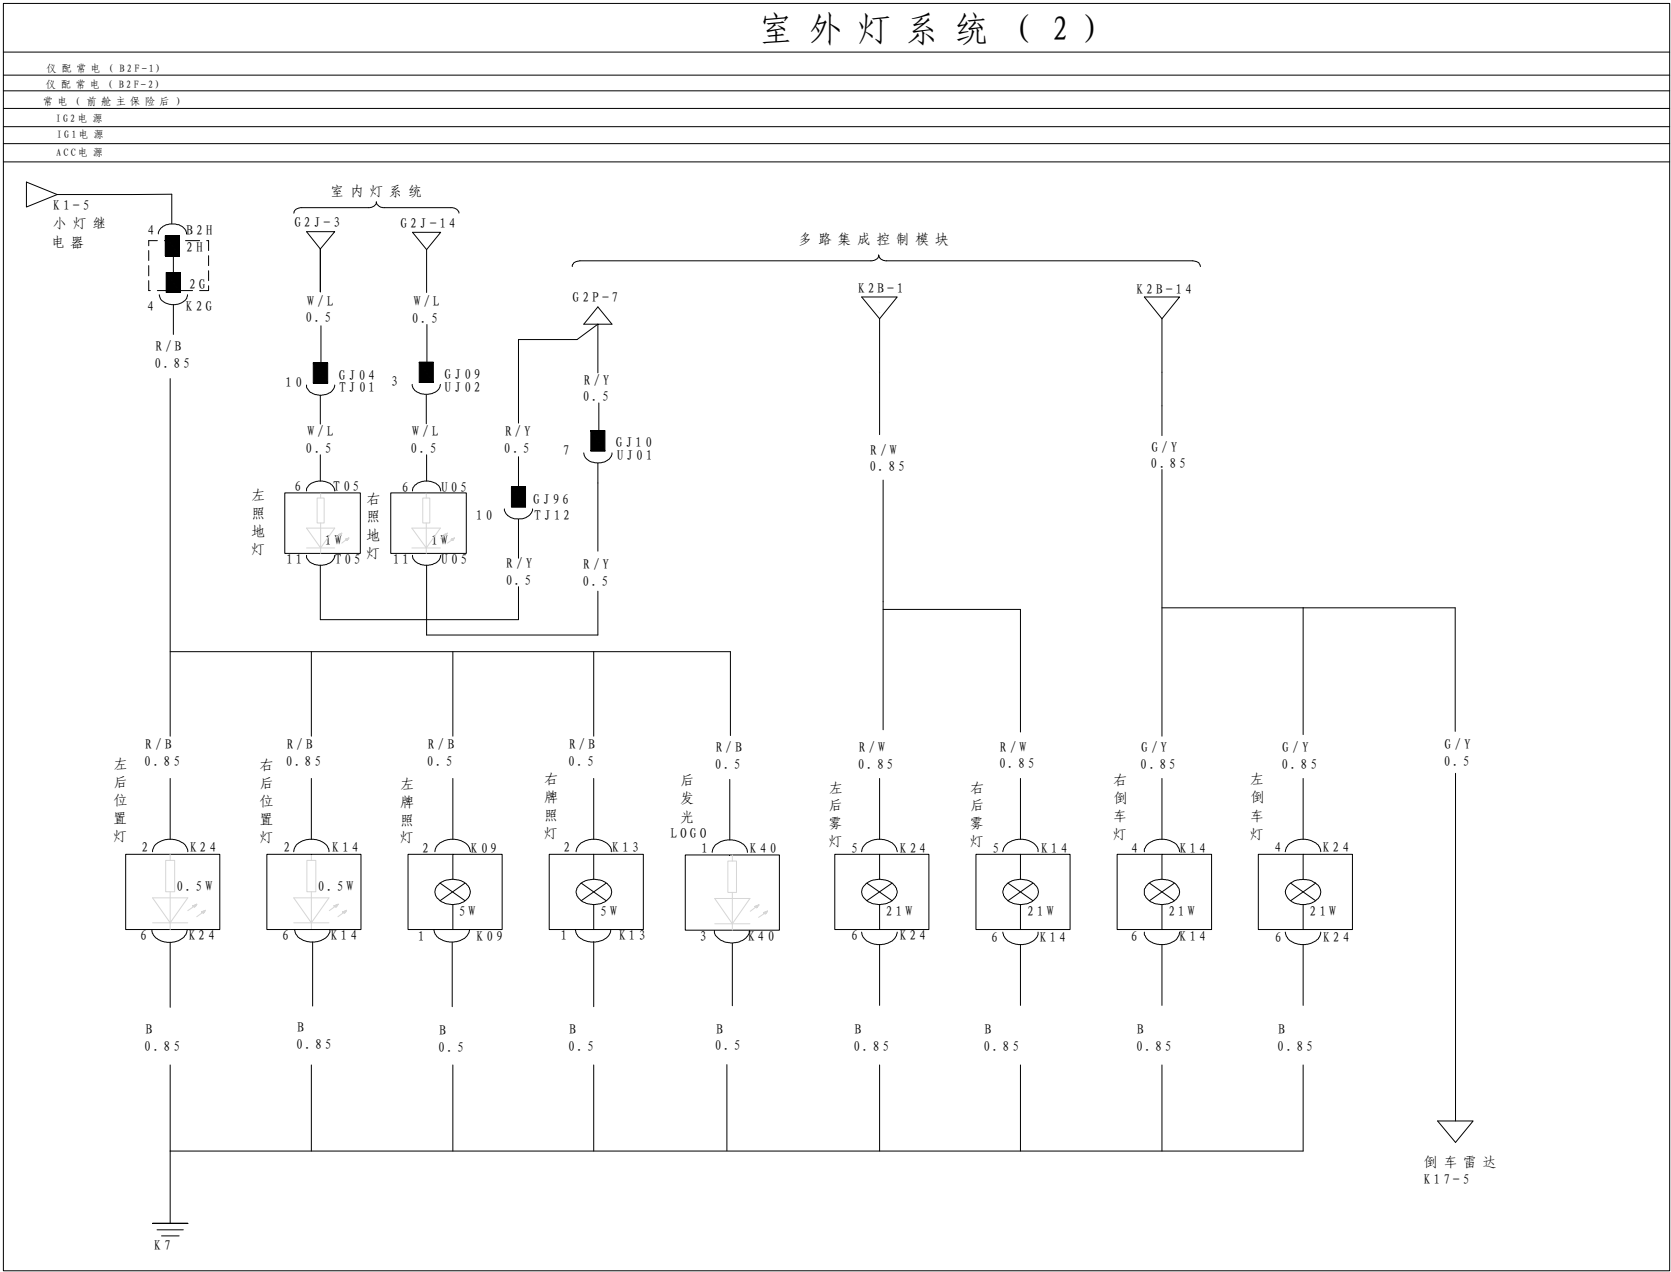 室外灯系统(2)
仪配常电(B2F-1)
仪配常电(B2F-2)
常电(前舱主保险后)
IG2电源
IG1电源
ACC电源
K1-5
小灯继
电器
4 B2H
2H
2G
4 K2G
R/B
0.85
室内灯系统
G2J-3 G2J-14
W/L W/L
0.5 0.5
10 GJ04
TJ01
3 GJ09
UJ02
W/L W/L
0.5 0.5
左照地灯
6 T05
1W
11 T05
右照地灯
6 U05
1W
11 U05
多路集成控制模块
G2P-7
K2B-1
K2B-14
R/Y
0.5
R/Y
0.5
7 GJ10
UJ01
10 GJ96
TJ12
R/Y R/Y
0.5 0.5
R/W
0.85
G/Y
0.85
R/B R/B R/B R/B R/B R/W R/W G/Y G/Y G/Y
0.85 0.85 0.5 0.5 0.5 0.85 0.85 0.85 0.85 0.5
左后位置灯
右后位置灯
左牌照灯
右牌照灯
后发光
LOGO
左后雾灯
右后雾灯
右倒车灯
左倒车灯
2 K24 2 K14 2 K09 2 K13 1 K40 5 K24 5 K14 4 K14 4 K24
0.5W 0.5W 5W 5W 21W 21W 21W 21W
6 K24 6 K14 1 K09 1 K13 3 K40 6 K24 6 K14 6 K14 6 K24
B B B B B B B B B
0.85 0.85 0.5 0.5 0.5 0.85 0.85 0.85 0.85
倒车雷达
K17-5
K7